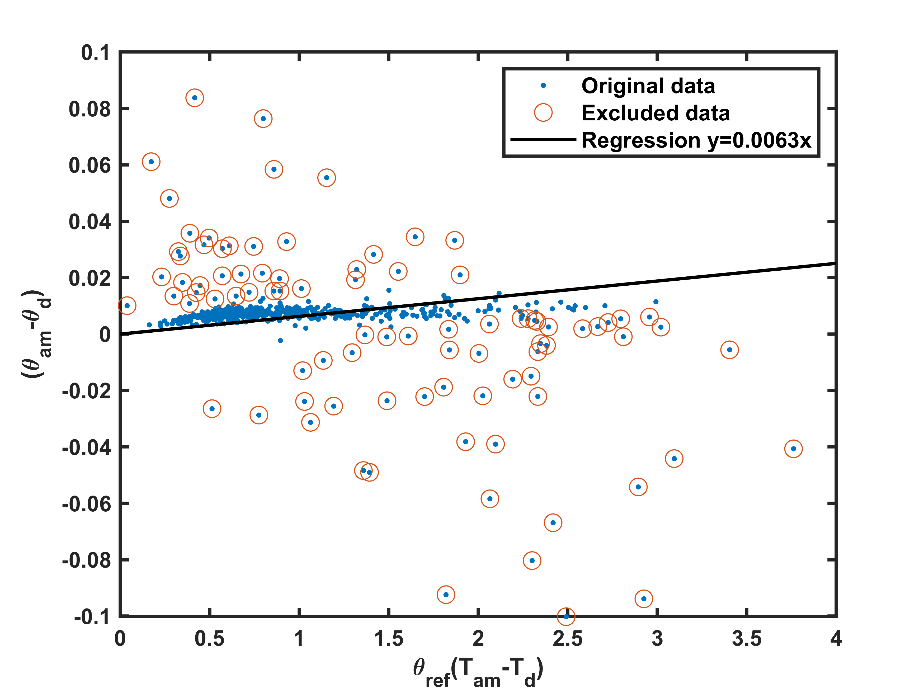 0.1
0.08
0.06
0.04
0.02
0
-0.02
-0.04
-0.06
-0.08
-0.1
(θam-θd)
Original data
Excluded data
Regression y=0.0063x
0 0.5 1 1.5 2 2.5 3 3.5 4
θref(Tam-Td)